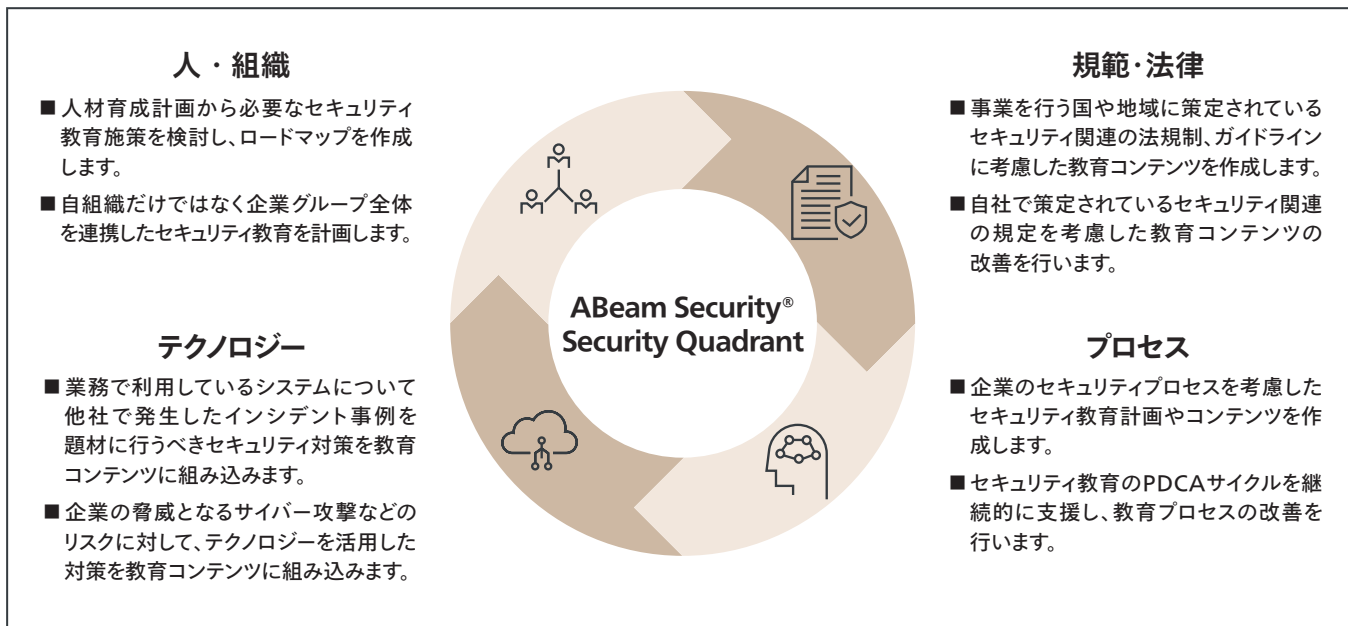 人・組織
■人材育成計画から必要なセキュリティ
教育施策を検討し、ロードマップを作成
します。
■自組織だけではなく企業グループ全体
を連携したセキュリティ教育を計画します。
規範・法律
■事業を行う国や地域に策定されている
セキュリティ関連の法規制、ガイドライン
に考慮した教育コンテンツを作成します。
■自社で策定されているセキュリティ関連
の規定を考慮した教育コンテンツの
改善を行います。
ABeam Security®
Security Quadrant
テクノロジー
■業務で利用しているシステムについて
他社で発生したインシデント事例を
題材に行うべきセキュリティ対策を教育
コンテンツに組み込みます。
■企業の脅威となるサイバー攻撃などの
リスクに対して、テクノロジーを活用した
対策を教育コンテンツに組み込みます。
プロセス
■企業のセキュリティプロセスを考慮した
セキュリティ教育計画やコンテンツを作
成します。
■セキュリティ教育のPDCAサイクルを継
続的に支援し、教育プロセスの改善を
行います。